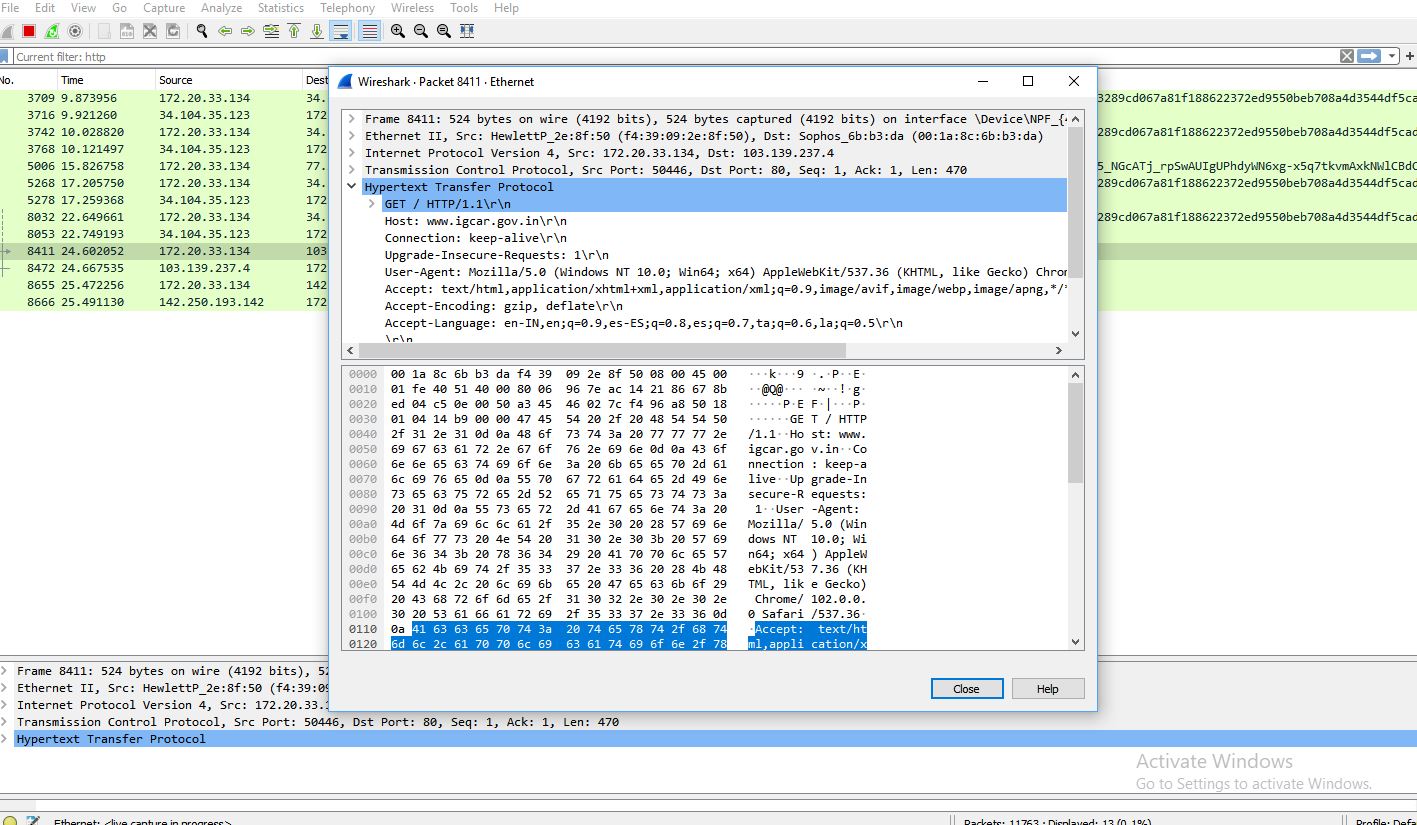 File Edit View Go Capture Analyze Statistics Telephony Wireless Tools Help
Current filter: http
No. Time Source Dest
3709 9.873956 172.20.33.134 34.
3716 9.921260 34.104.35.123 172
3742 10.028820 172.20.33.134 34.
3768 10.121497 34.104.35.123 172
5006 15.826758 172.20.33.134 77.
5268 17.205750 172.20.33.134 34.
5278 17.259368 34.104.35.123 172
8032 22.649661 172.20.33.134 34.
8053 22.749193 34.104.35.123 172
8411 24.602052 172.20.33.134 103
8472 24.667535 103.139.237.4 172
8655 25.472256 172.20.33.134 142
8666 25.491130 142.250.193.142 172
3289cd067a81f188622372ed9550beb708a4d3544df5cad
289cd067a81f188622372ed9550beb708a4d3544df5cad
5_NGcATj_rpSwAUIgUPhdyWN6xg-x5q7tkvmAxkNWlCBdC
289cd067a81f188622372ed9550beb708a4d3544df5cad
289cd067a81f188622372ed9550beb708a4d3544df5cad
Wireshark · Packet 8411 · Ethernet
Frame 8411: 524 bytes on wire (4192 bits), 524 bytes captured (4192 bits) on interface \Device\NPF_{4
Ethernet II, Src: HewlettP_2e:8f:50 (f4:39:09:2e:8f:50), Dst: Sophos_6b:b3:da (00:1a:8c:6b:b3:da)
Internet Protocol Version 4, Src: 172.20.33.134, Dst: 103.139.237.4
Transmission Control Protocol, Src Port: 50446, Dst Port: 80, Seq: 1, Ack: 1, Len: 470
Hypertext Transfer Protocol
GET / HTTP/1.1\r\n
Host: www.igcar.gov.in\r\n
Connection: keep-alive\r\n
Upgrade-Insecure-Requests: 1\r\n
User-Agent: Mozilla/5.0 (Windows NT 10.0; Win64; x64) AppleWebKit/537.36 (KHTML, like Gecko) Chrom
Accept: text/html,application/xhtml+xml,application/xml;q=0.9,image/avif,image/webp,image/apng,*/*
Accept-Encoding: gzip, deflate\r\n
Accept-Language: en-IN,en;q=0.9,es-ES;q=0.8,es;q=0.7,ta;q=0.6,la;q=0.5\r\n
\r\n
0000 00 1a 8c 6b b3 da f4 39 09 2e 8f 50 08 00 45 00 ···k···9 ·.·P··E·
0010 01 fe 40 51 40 00 80 06 96 7e ac 14 21 86 67 8b ··@Q@··· ·~··!·g·
0020 ed 04 c5 0e 00 50 a3 45 46 02 7c f4 96 a8 50 18 ·····P·E F·|···P·
0030 01 04 14 b9 00 00 47 45 54 20 2f 20 48 54 54 50 ······GE T / HTTP
0040 2f 31 2e 31 0d 0a 48 6f 73 74 3a 20 77 77 77 2e /1.1··Ho st: www.
0050 69 67 63 61 72 2e 67 6f 76 2e 69 6e 0d 0a 43 6f igcar.go v.in··Co
0060 6e 6e 65 63 74 69 6f 6e 3a 20 6b 65 65 70 2d 61 nnection : keep-a
0070 6c 69 76 65 0d 0a 55 70 67 72 61 64 65 2d 49 6e live··Up grade-In
0080 73 65 63 75 72 65 2d 52 65 71 75 65 73 74 73 3a secure-R equests:
0090 20 31 0d 0a 55 73 65 72 2d 41 67 65 6e 74 3a 20 1··User -Agent:
00a0 4d 6f 7a 69 6c 6c 61 2f 35 2e 30 20 28 57 69 6e Mozilla/ 5.0 (Win
00b0 64 6f 77 73 20 4e 54 20 31 30 2e 30 3b 20 57 69 dows NT 10.0; Wi
00c0 6e 36 34 3b 20 78 36 34 29 20 41 70 70 6c 65 57 n64; x64 ) AppleW
00d0 65 62 4b 69 74 2f 35 33 37 2e 33 36 20 28 4b 48 ebKit/53 7.36 (KH
00e0 54 4d 4c 2c 20 6c 69 6b 65 20 47 65 63 6b 6f 29 TML, lik e Gecko)
00f0 20 43 68 72 6f 6d 65 2f 31 30 32 2e 30 2e 30 2e Chrome/ 102.0.0.
0100 30 20 53 61 66 61 72 69 2f 35 33 37 2e 33 36 0d 0 Safari /537.36·
0110 0a 41 63 63 65 70 74 3a 20 74 65 78 74 2f 68 74 ·Accept: text/ht
0120 6d 6c 2c 61 70 70 6c 69 63 61 74 69 6f 6e 2f 78 ml,appli cation/x
Close Help
Frame 8411: 524 bytes on wire (4192 bits), 52
Ethernet II, Src: HewlettP_2e:8f:50 (f4:39:09
Internet Protocol Version 4, Src: 172.20.33.1
Transmission Control Protocol, Src Port: 50446, Dst Port: 80, Seq: 1, Ack: 1, Len: 470
Hypertext Transfer Protocol
Activate Windows
Go to Settings to activate Windows.
Ethernet: <live capture in progress>
Packets: 11763 · Displayed: 13 (0.1%)
Profile: Defa